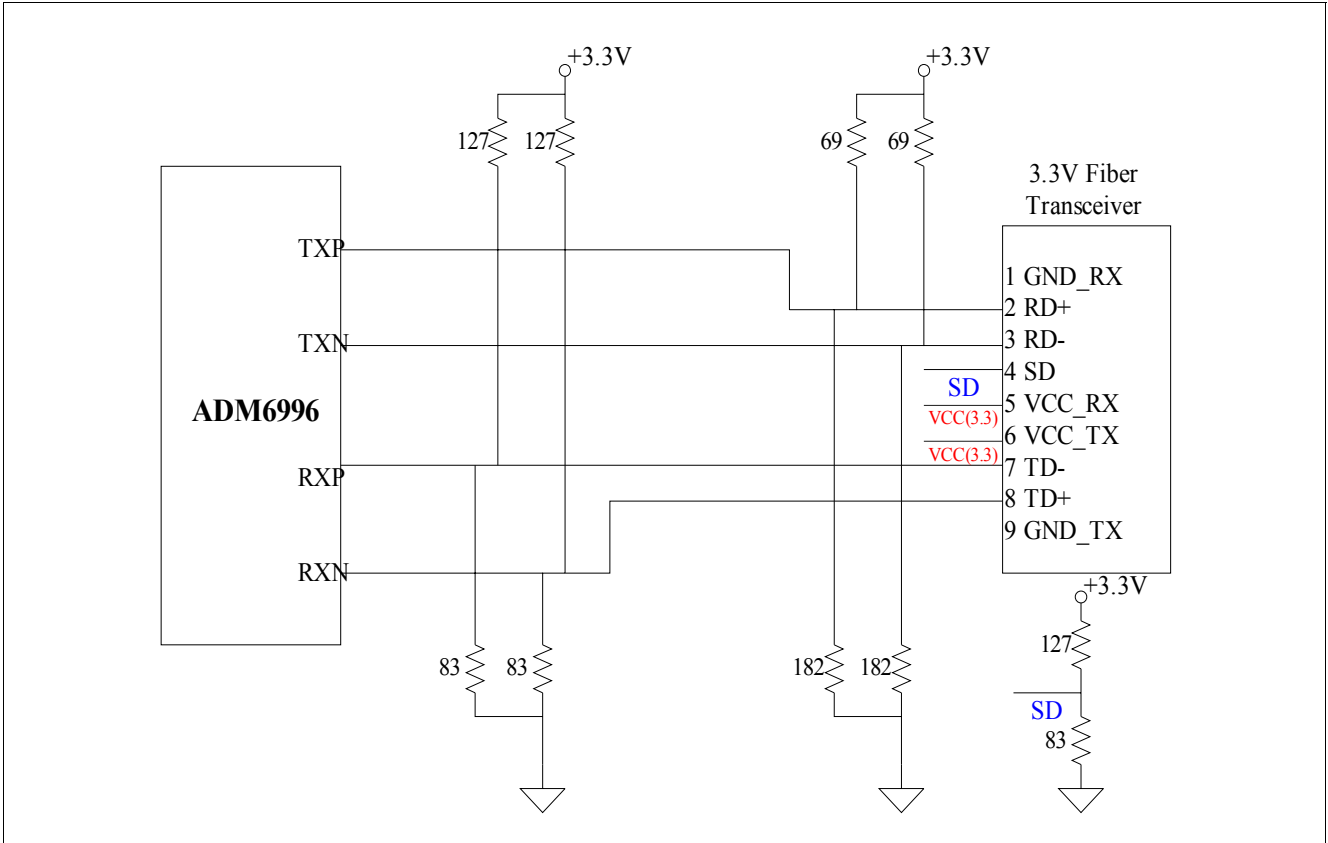 +3.3V
+3.3V
127
127
69
69
3.3V Fiber
Transceiver
TXP
1 GND_RX
2 RD+
TXN
3 RD-
4 SD
SD
ADM6996
5 VCC_RX
VCC(3.3)
6 VCC_TX
VCC(3.3)
RXP
7 TD-
8 TD+
9 GND_TX
RXN
+3.3V
127
83
83
182
182
SD
83